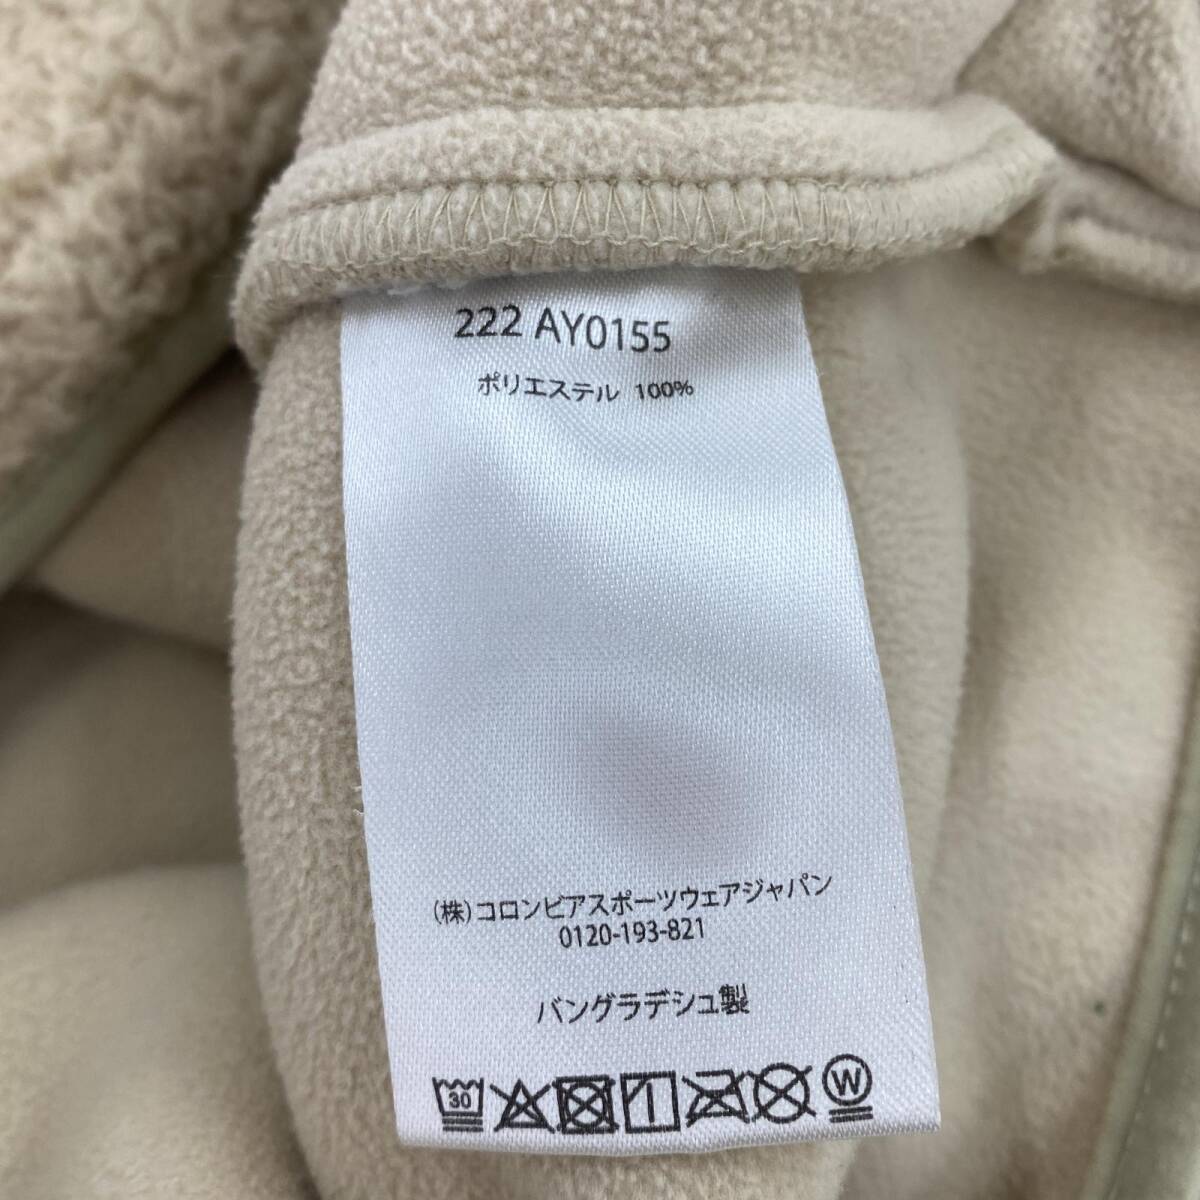 222 AY0155
ポリエステル 100%
(株)コロンビアスポーツウェアジャパン
0120-193-821
バングラデシュ製
30
W